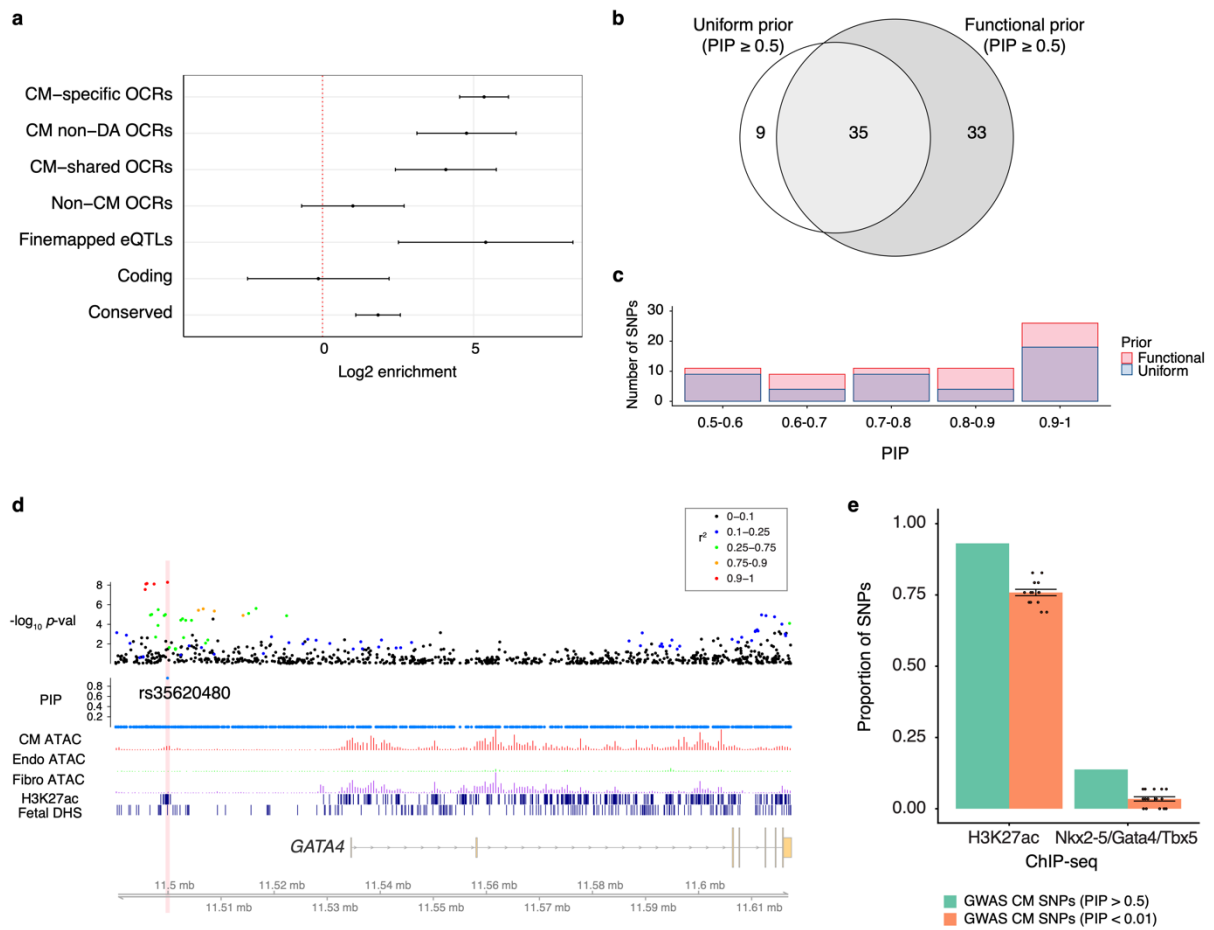 a
CM-specific OCRs
CM non-DA OCRs
CM-shared OCRs
Non-CM OCRs
Finemapped eQTLs
Coding
Conserved
0 5
Log2 enrichment
b
Uniform prior
(PIP ≥ 0.5)
Functional prior
(PIP ≥ 0.5)
9 35 33
c
Number of SNPs
30
20
10
0
0.5-0.6 0.6-0.7 0.7-0.8 0.8-0.9 0.9-1
PIP
Prior
Functional
Uniform
d
r²
0-0.1
0.1-0.25
0.25-0.75
0.75-0.9
0.9-1
-log₁₀ p-val
8
6
4
2
PIP
0.8
0.6
0.4
0.2
rs35620480
CM ATAC
Endo ATAC
Fibro ATAC
H3K27ac
Fetal DHS
GATA4
11.5 mb 11.52 mb 11.54 mb 11.56 mb 11.58 mb 11.6 mb
11.51 mb 11.53 mb 11.55 mb 11.57 mb 11.59 mb 11.61 mb
e
Proportion of SNPs
1.00
0.75
0.50
0.25
0.00
H3K27ac Nkx2-5/Gata4/Tbx5
ChIP-seq
GWAS CM SNPs (PIP > 0.5)
GWAS CM SNPs (PIP < 0.01)